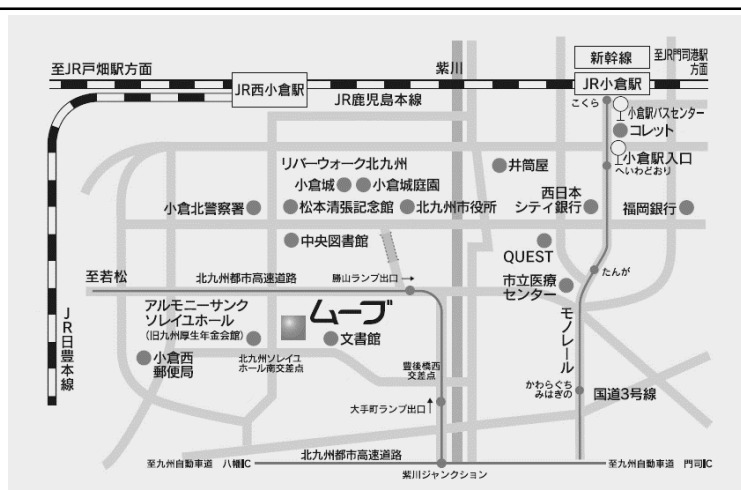 新幹線
至JR門司港駅
方面
至JR戸畑駅方面
紫川
JR西小倉駅
JR小倉駅
JR鹿児島本線
こくら
小倉駅バスセンター
コレット
小倉駅入口
へいわどおり
リバーウォーク北九州
井筒屋
小倉城
小倉城庭園
西日本
シティ銀行
福岡銀行
小倉北警察署
松本清張記念館
北九州市役所
中央図書館
QUEST
たんが
至若松
北九州都市高速道路
勝山ランプ出口→
市立医療
センター
アルモニーサンク
ソレイユホール
(旧九州厚生年金会館)
ムーブ
文書館
モノレール
JR日豊本線
小倉西
郵便局
北九州ソレイユ
ホール南交差点
豊後橋西
交差点
かわらぐち
みはぎの
国道3号線
大手町ランプ出口↑
至九州自動車道 八幡IC
北九州都市高速道路
紫川ジャンクション
至九州自動車道 門司IC